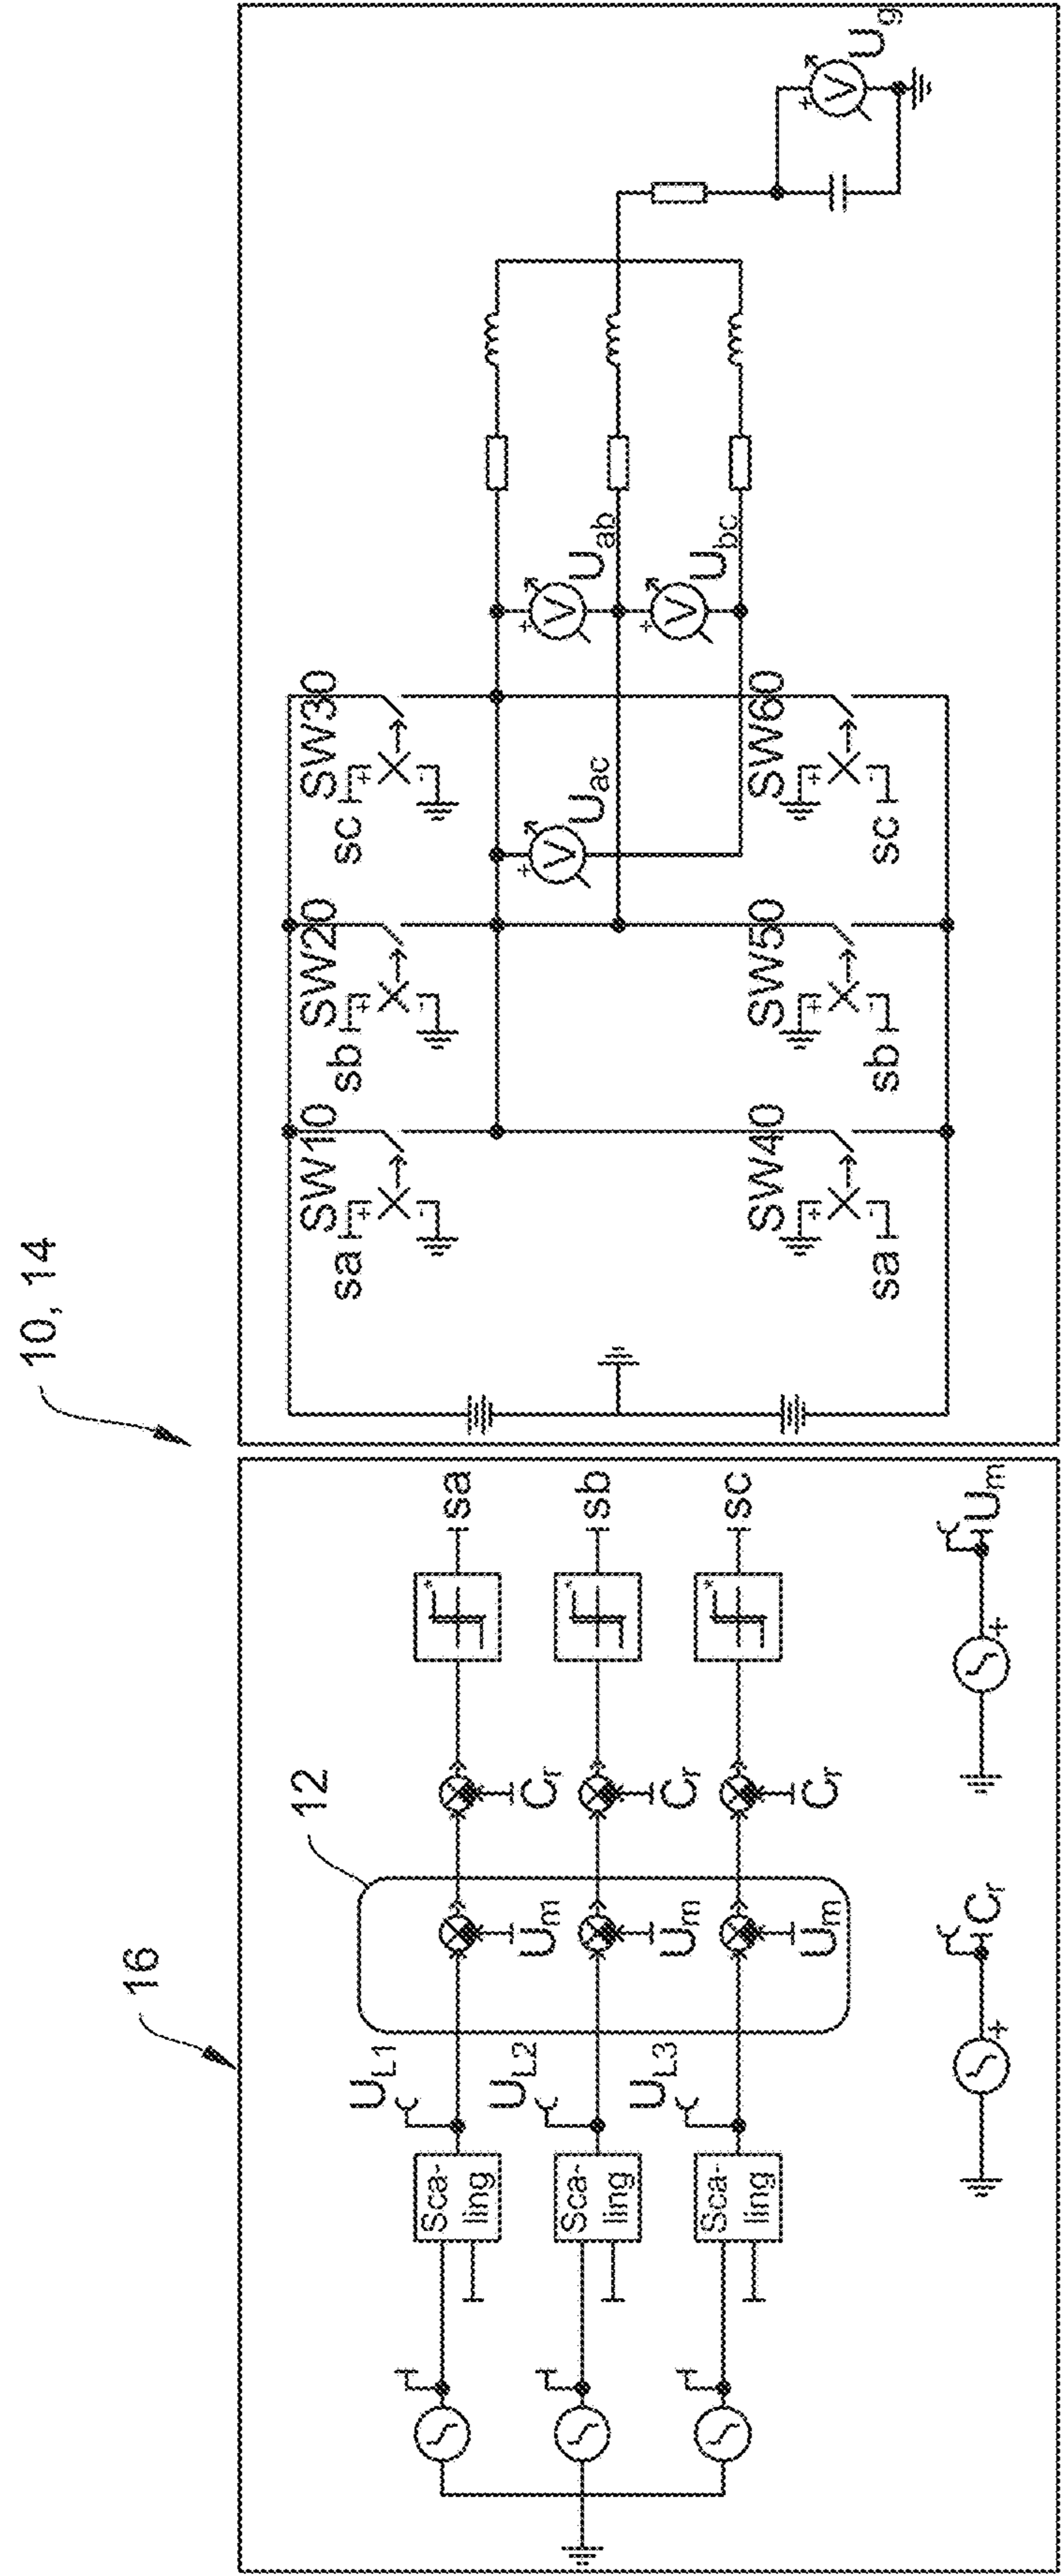 10, 14
16
12
U_L1
U_L2
U_L3
Sca-
ling
Sca-
ling
Sca-
ling
U_m
U_m
U_m
C_r
C_r
C_r
sa
sb
sc
C_r
+
U_m
+
SW10
sa
+
-
SW20
sb
+
-
SW30
sc
+
-
SW40
sa
+
-
SW50
sb
+
-
SW60
sc
+
-
V
+
U_ac
V
+
U_ab
V
+
U_bc
V
+
U_g